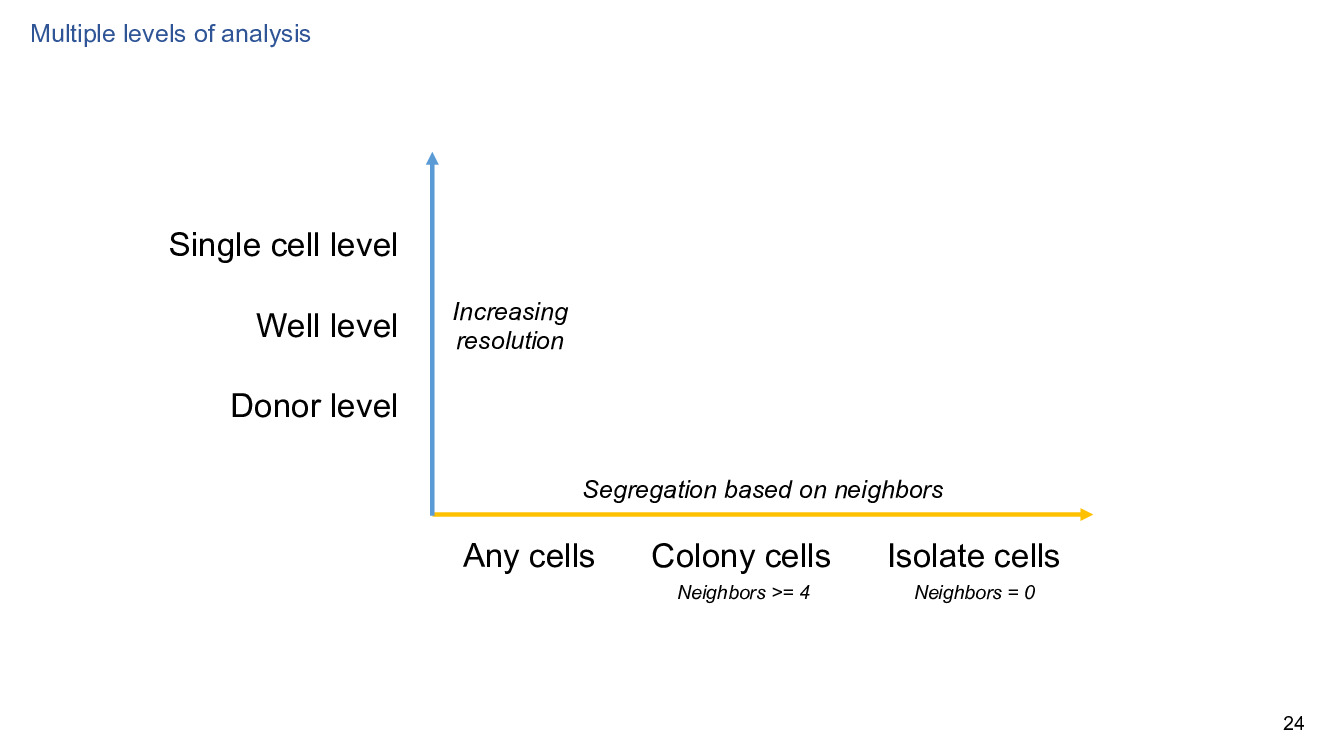 Multiple levels of analysis
Single cell level
Well level
Donor level
Increasing
resolution
Segregation based on neighbors
Any cells
Colony cells
Neighbors >= 4
Isolate cells
Neighbors = 0
24